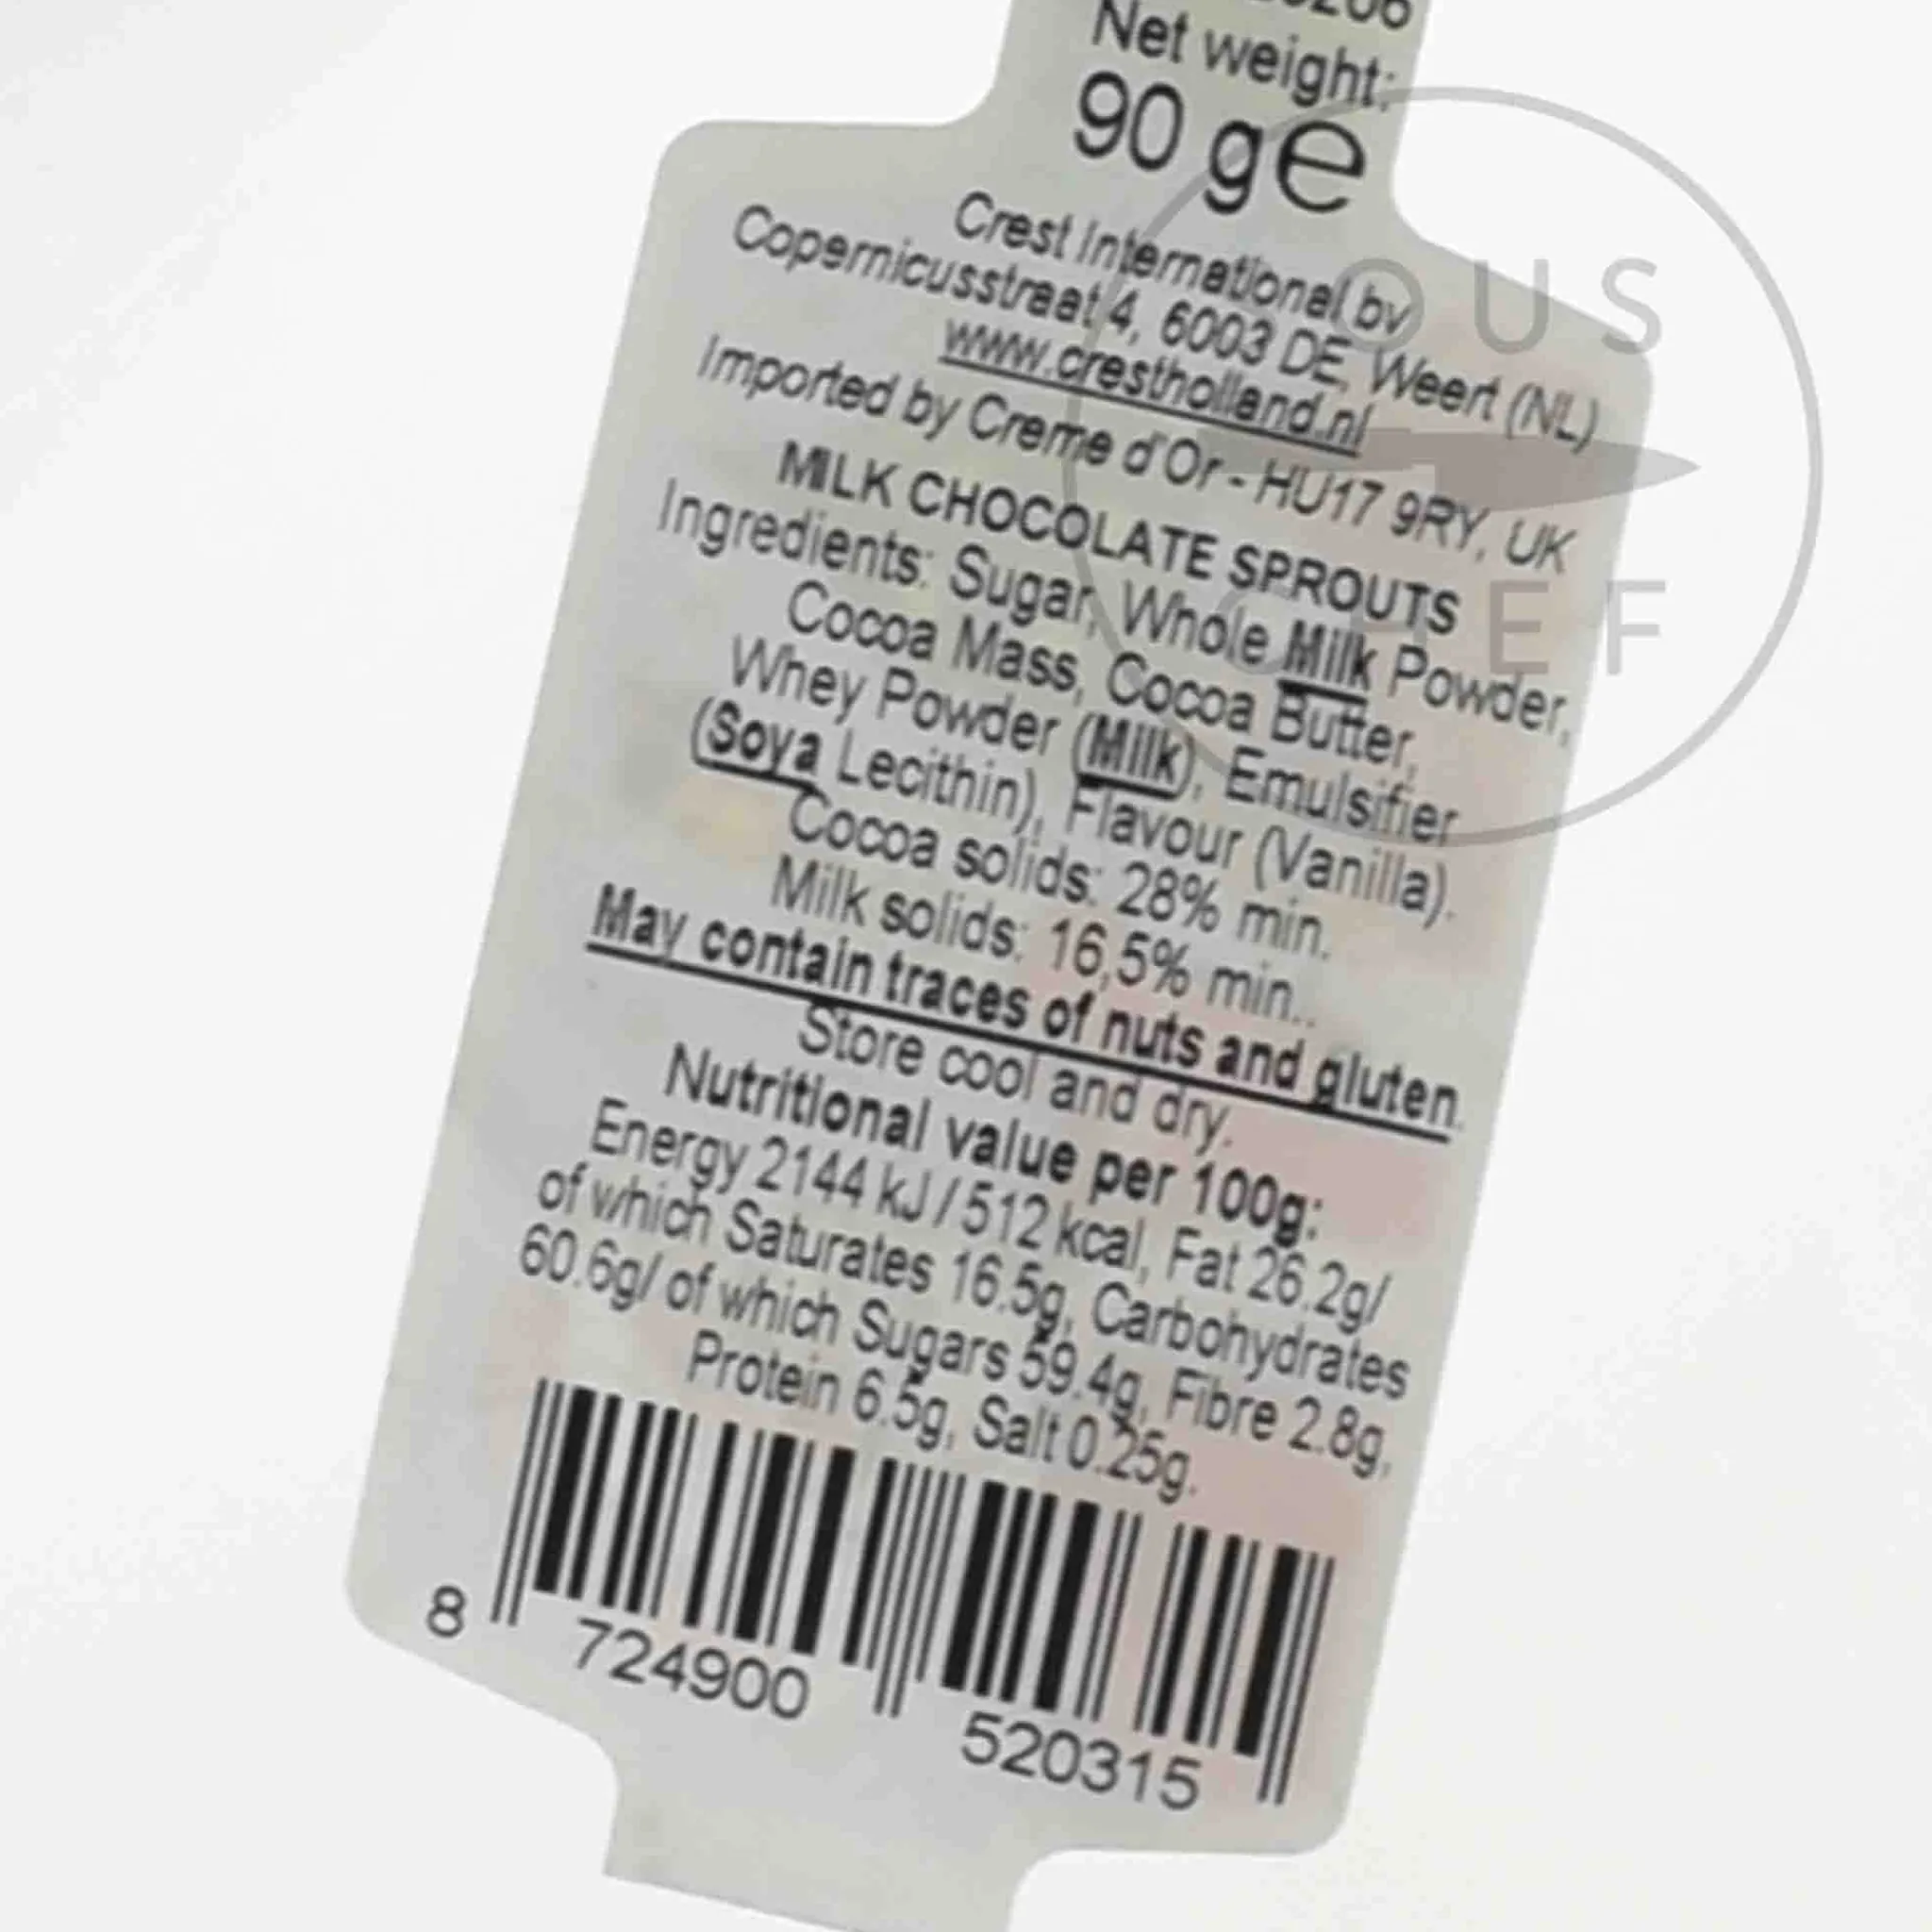 Net weight:
90 g e
Crest International bv
Copernicusstraat 4, 6003 DE, Weert (NL)
www.crestholland.nl
Imported by Creme d'Or - HU17 9RY, UK
MILK CHOCOLATE SPROUTS
Ingredients: Sugar, Whole Milk Powder,
Cocoa Mass, Cocoa Butter,
Whey Powder (Milk), Emulsifier
(Soya Lecithin), Flavour (Vanilla).
Cocoa solids: 28% min.
Milk solids: 16,5% min..
May contain traces of nuts and gluten.
Store cool and dry.
Nutritional value per 100g:
Energy 2144 kJ / 512 kcal, Fat 26.2g/
of which Saturates 16.5g, Carbohydrates
60.6g/ of which Sugars 59.4g, Fibre 2.8g,
Protein 6.5g, Salt 0.25g.
8 724900 520315
OUS
CHEF